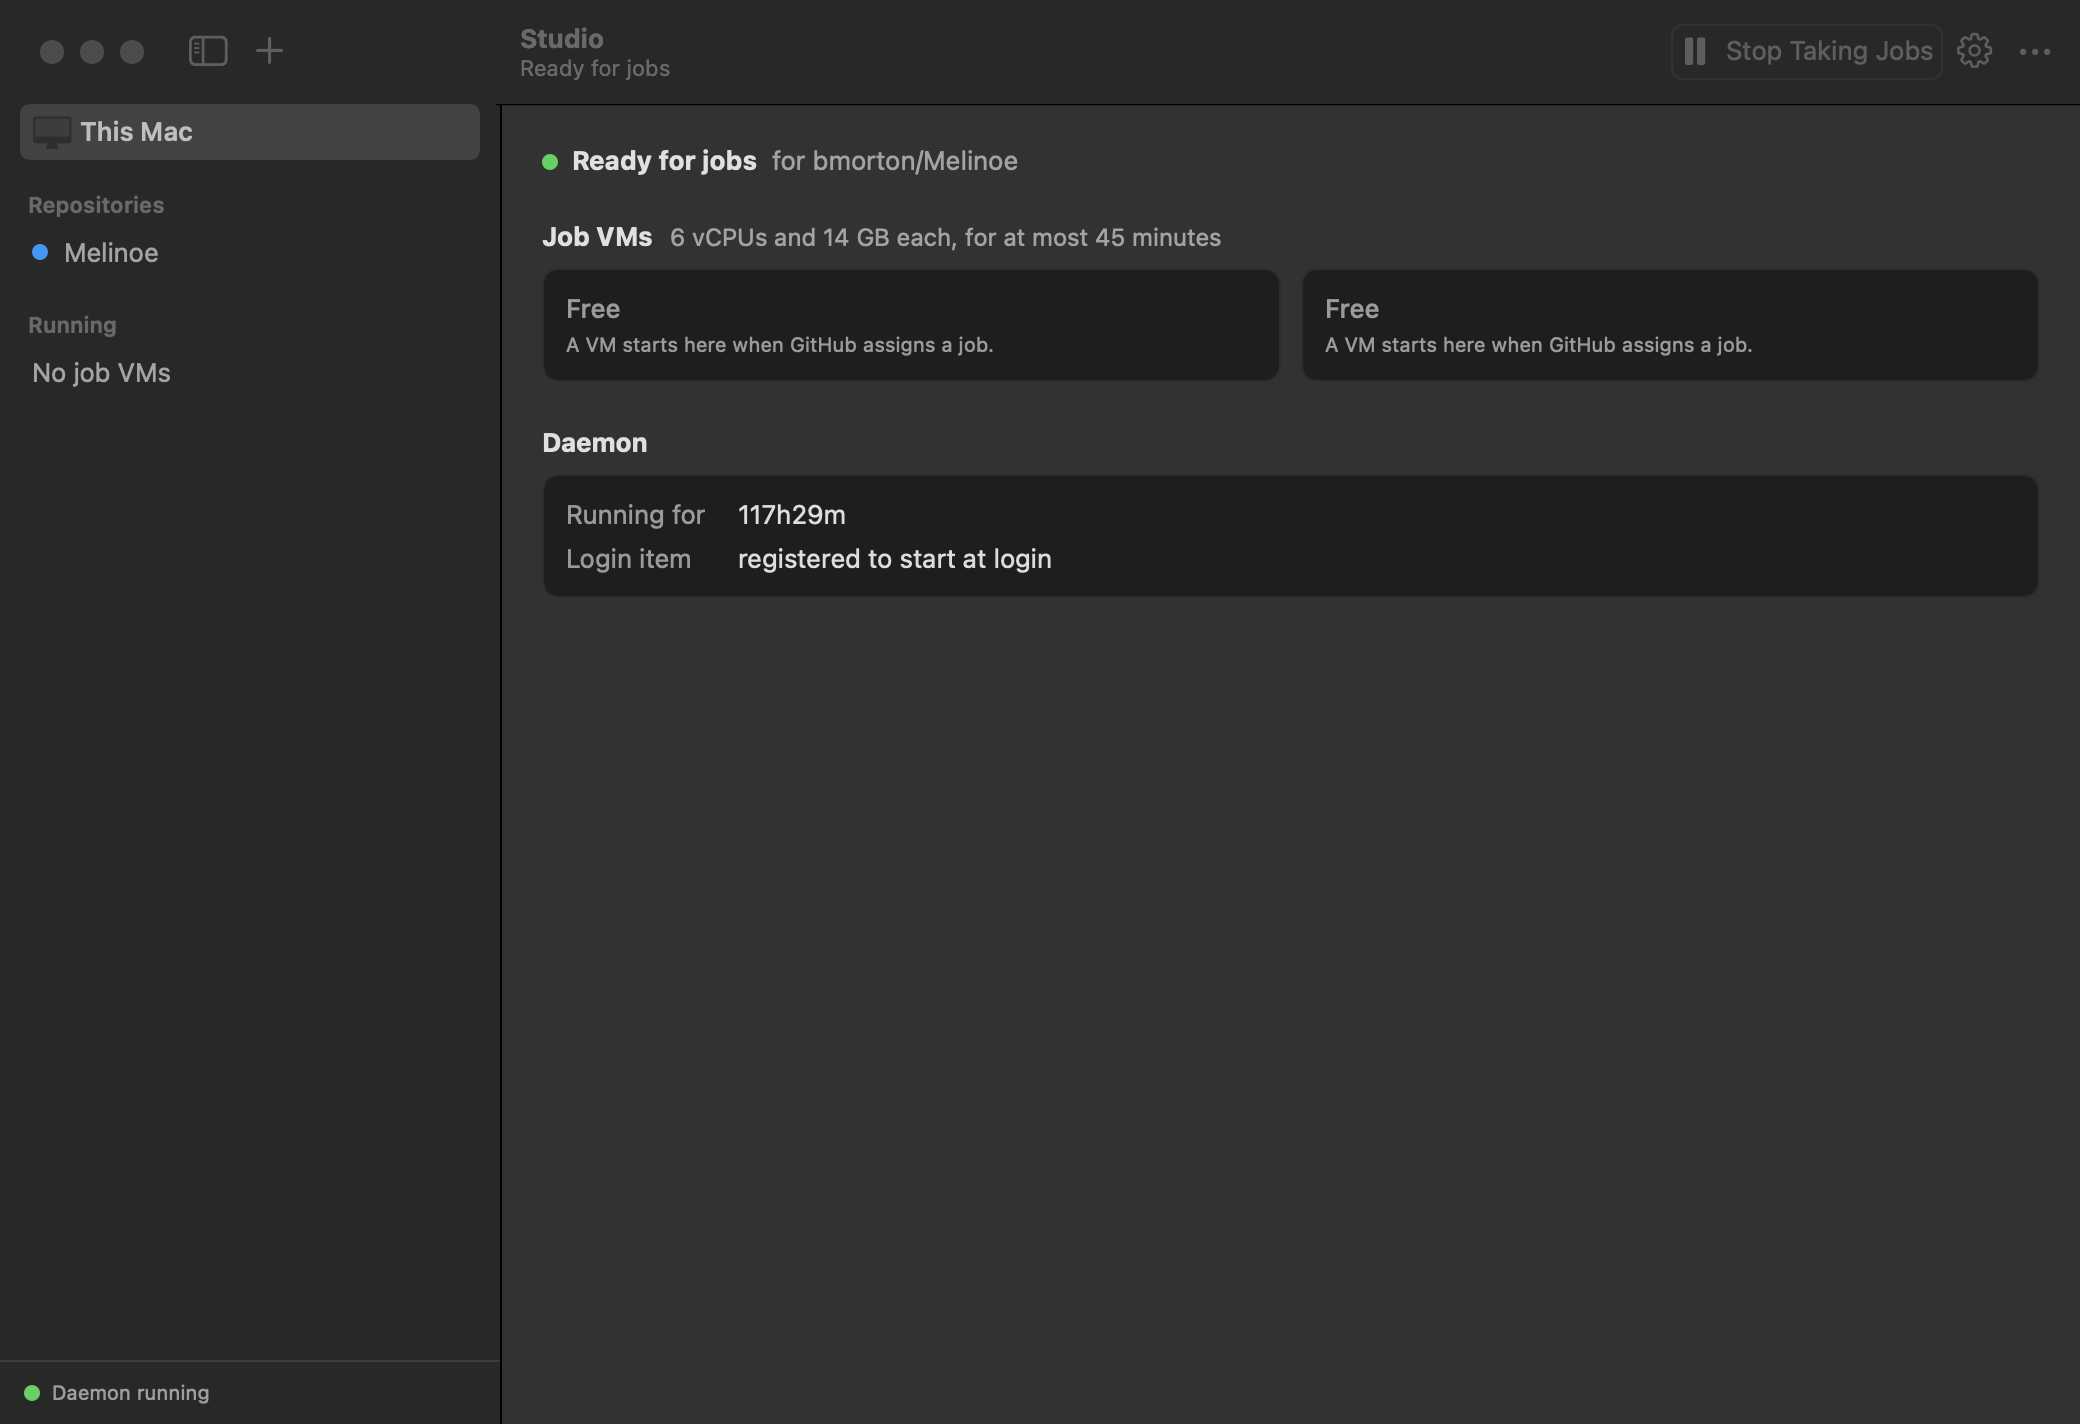 Studio
Ready for jobs
Stop Taking Jobs
This Mac
Repositories
Melinoe
Running
No job VMs
Daemon running
Ready for jobs for bmorton/Melinoe
Job VMs 6 vCPUs and 14 GB each, for at most 45 minutes
Free
A VM starts here when GitHub assigns a job.
Free
A VM starts here when GitHub assigns a job.
Daemon
Running for 117h29m
Login item registered to start at login